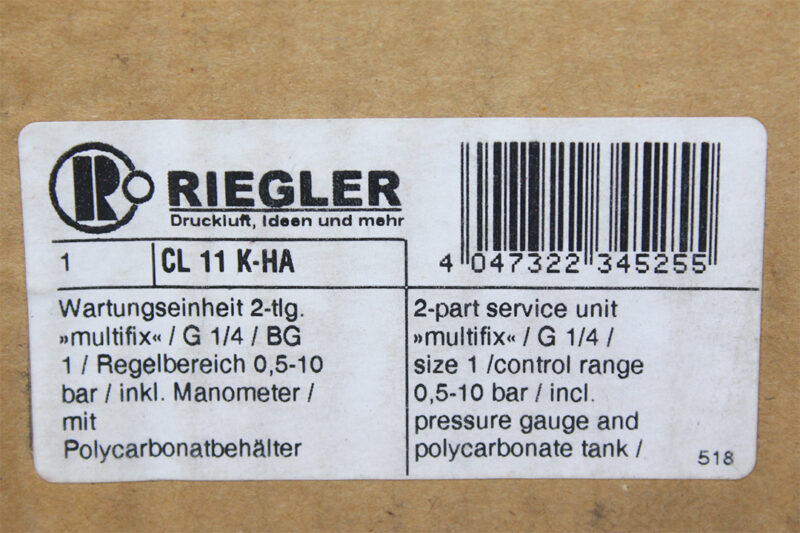 R
RIEGLER
Druckluft, Ideen und mehr
4 047322 345255
1 CL 11 K-HA
Wartungseinheit 2-tlg.
»multifix« / G 1/4 / BG
1 / Regelbereich 0,5-10
bar / inkl. Manometer /
mit
Polycarbonatbehälter
2-part service unit
»multifix« / G 1/4 /
size 1 /control range
0,5-10 bar / incl.
pressure gauge and
polycarbonate tank /
518